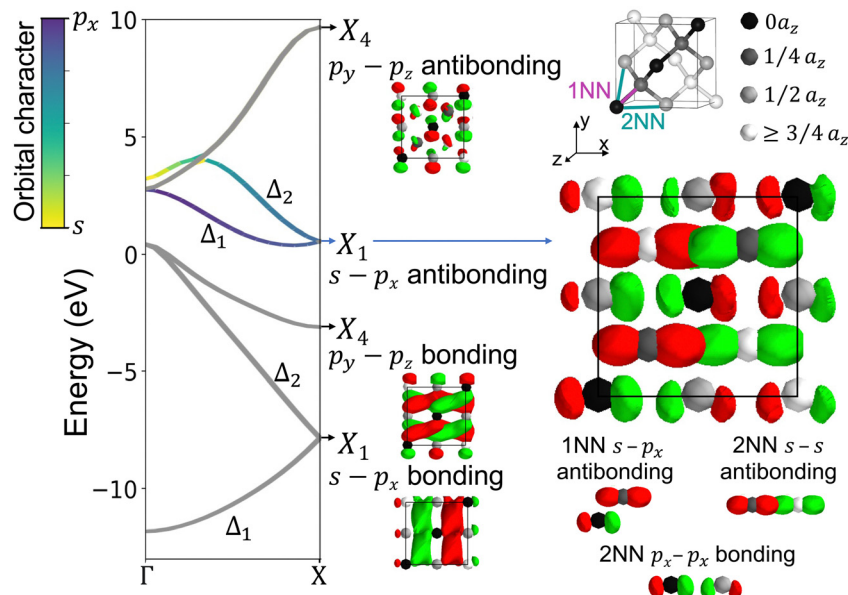 Orbital character
p_x
s
Energy (eV)
10
5
0
−5
−10
Γ
X
Δ_2
Δ_1
Δ_2
Δ_1
X_4
p_y − p_z antibonding
X_1
s − p_x antibonding
X_4
p_y − p_z bonding
X_1
s − p_x bonding
1NN
2NN
y
z
x
0a_z
1/4 a_z
1/2 a_z
≥ 3/4 a_z
1NN s − p_x
antibonding
2NN s − s
antibonding
2NN p_x − p_x bonding